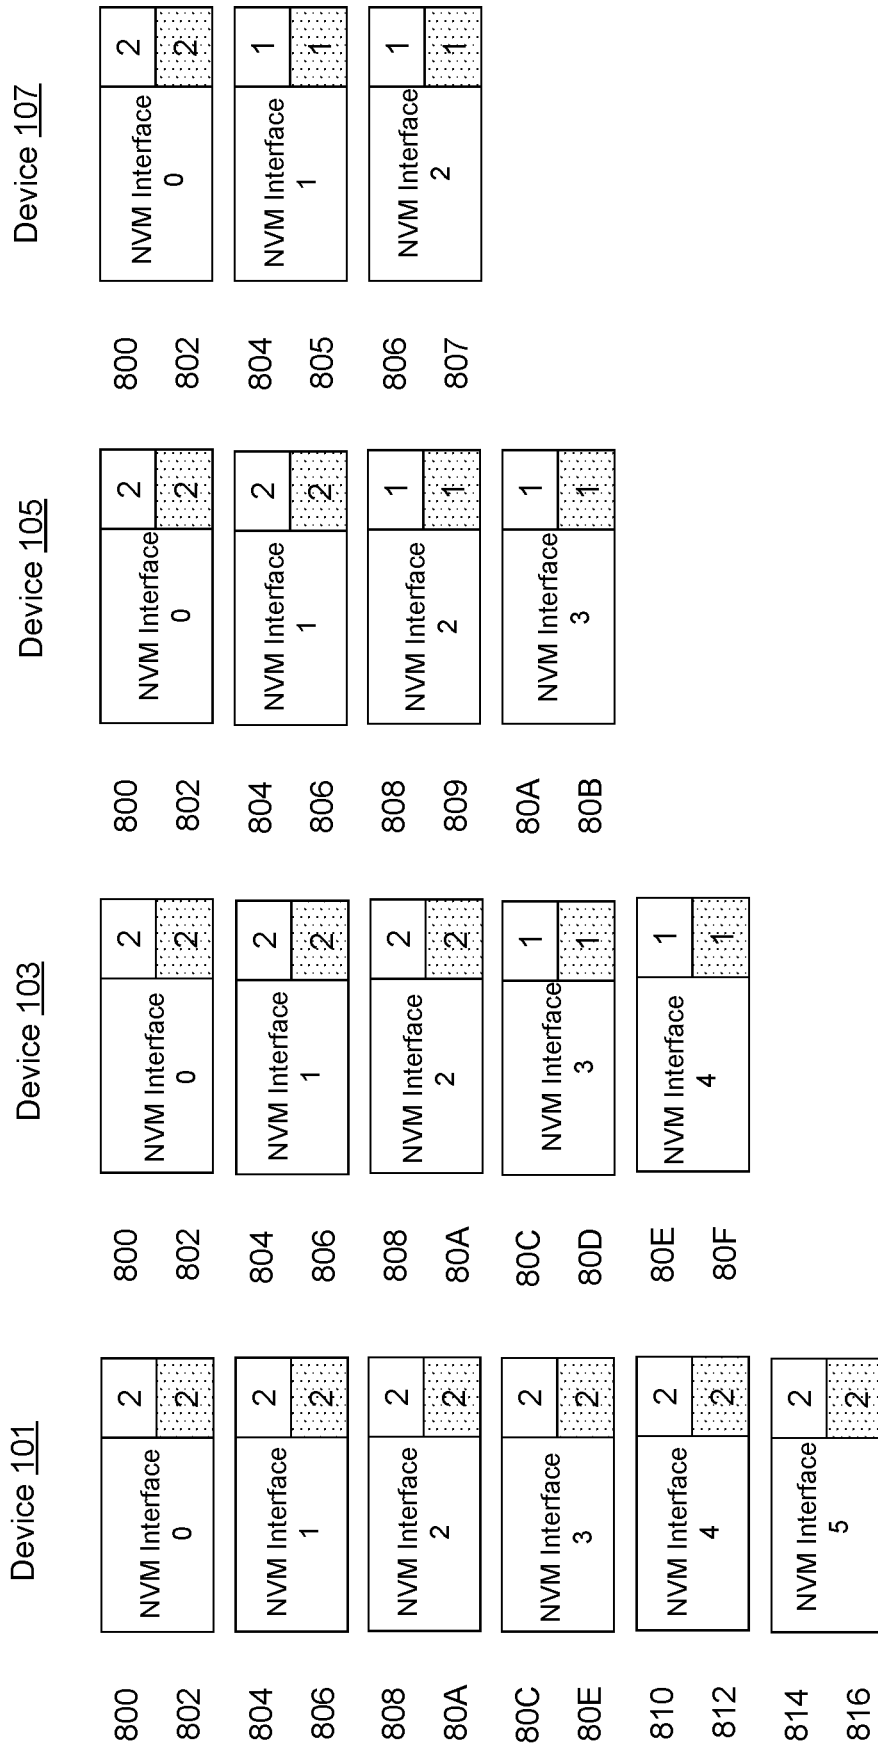 Device 101
800
802
NVM Interface
0
2
2
804
806
NVM Interface
1
2
2
808
80A
NVM Interface
2
2
2
80C
80E
NVM Interface
3
2
2
810
812
NVM Interface
4
2
2
814
816
NVM Interface
5
2
2
Device 103
800
802
NVM Interface
0
2
2
804
806
NVM Interface
1
2
2
808
80A
NVM Interface
2
2
2
80C
80D
NVM Interface
3
1
1
80E
80F
NVM Interface
4
1
1
Device 105
800
802
NVM Interface
0
2
2
804
806
NVM Interface
1
2
2
808
809
NVM Interface
2
1
1
80A
80B
NVM Interface
3
1
1
Device 107
800
802
NVM Interface
0
2
2
804
805
NVM Interface
1
1
1
806
807
NVM Interface
2
1
1